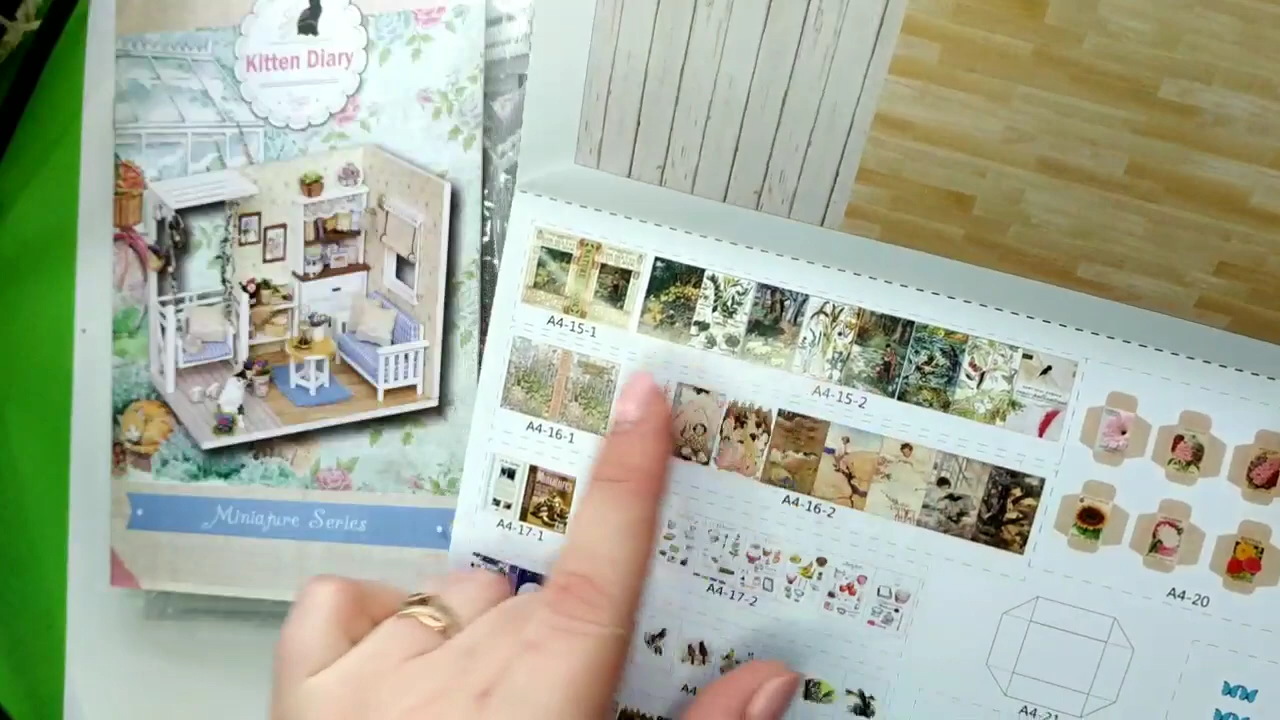 Kitten Diary
Miniature Series
A4-15-1
A4-15-2
A4-16-1
A4-16-2
A4-17-1
A4-17-2
A4-20
A4-21